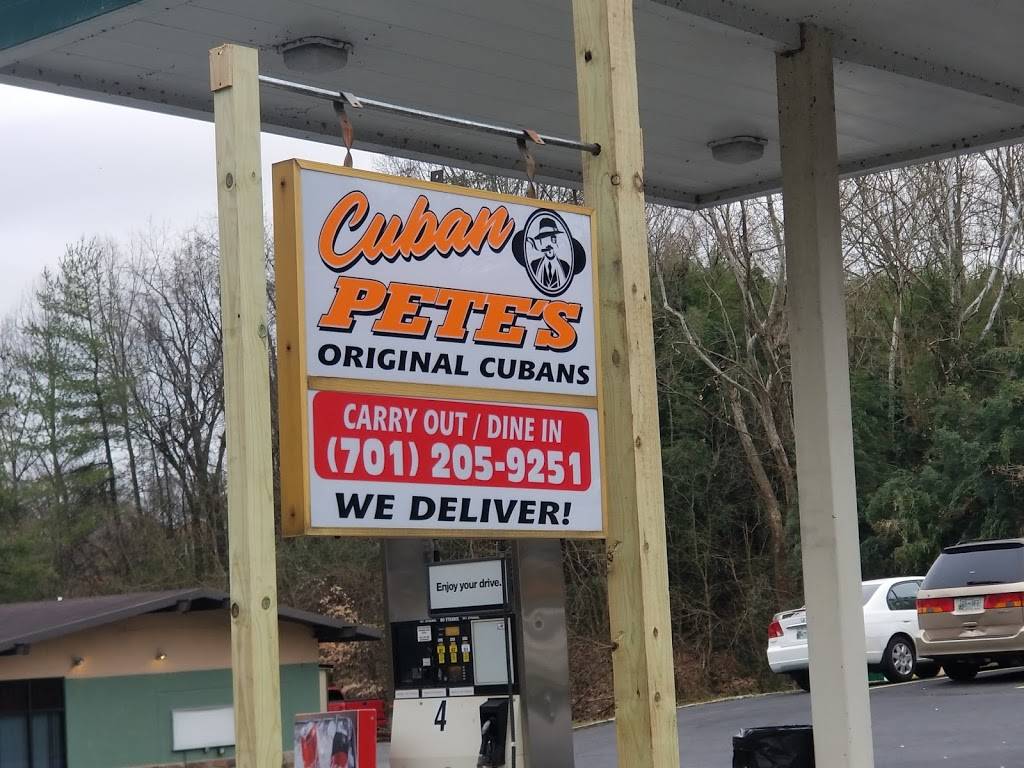 Cuban
PETE'S
ORIGINAL CUBANS
CARRY OUT / DINE IN
(701) 205-9251
WE DELIVER!
Enjoy your drive.
4